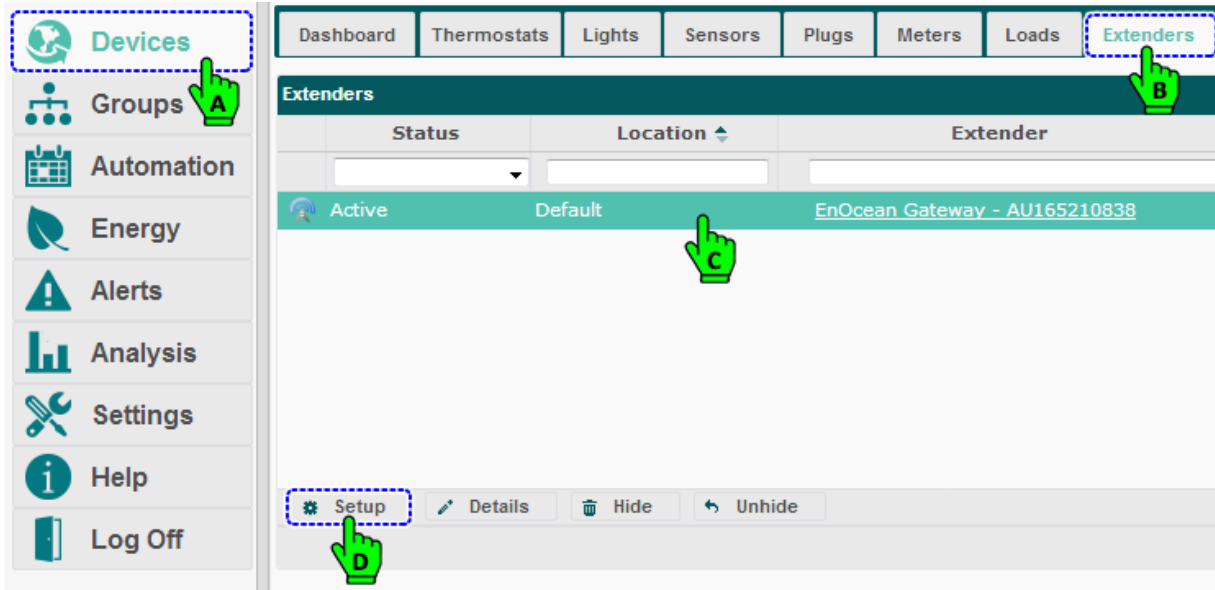 Devices
Groups
Automation
Energy
Alerts
Analysis
Settings
Help
Log Off
A
Dashboard Thermostats Lights Sensors Plugs Meters Loads Extenders
B
Extenders
Status Location Extender
Active Default EnOcean Gateway - AU165210838
C
Setup Details Hide Unhide
D